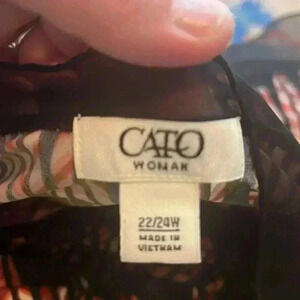 CATO
WOMAN
22/24W
MADE IN
VIETNAM